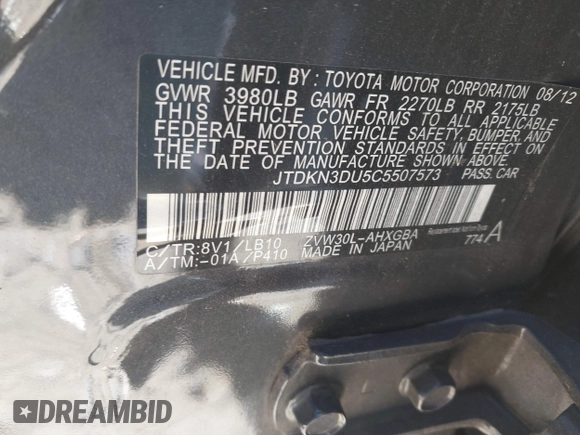 VEHICLE MFD. BY : TOYOTA MOTOR CORPORATION 08/12
GVWR 3980LB GAWR FR 2270LB RR 2175LB
THIS VEHICLE CONFORMS TO ALL APPLICABLE
FEDERAL MOTOR VEHICLE SAFETY, BUMPER, AND
THEFT PREVENTION STANDARDS IN EFFECT ON
THE DATE OF MANUFACTURE SHOWN ABOVE.
JTDKN3DU5C5507573 PASS. CAR
C/TR:8V1/LB10 ZVW30L-AHXGBA
A/TM:-01A/P410 MADE IN JAPAN
774 A
L
DREAMBID